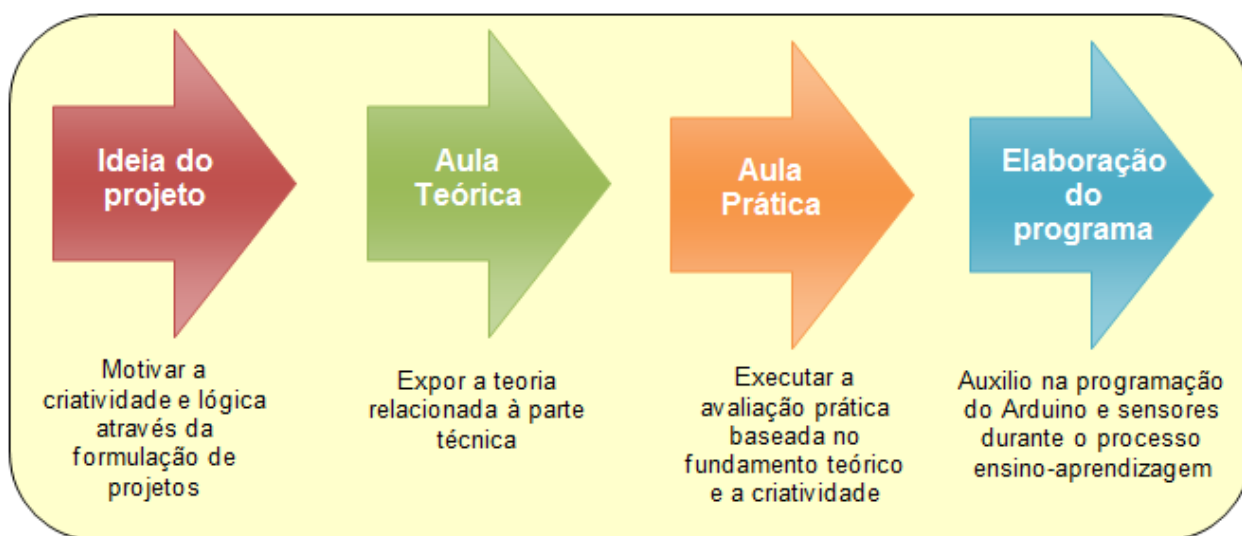 Ideia do
projeto
Motivar a
criatividade e lógica
através da
formulação de
projetos
Aula
Teórica
Expor a teoria
relacionada à parte
técnica
Aula
Prática
Executar a
avaliação prática
baseada no
fundamento teórico
e a criatividade
Elaboração
do
programa
Auxilio na programação
do Arduino e sensores
durante o processo
ensino-aprendizagem